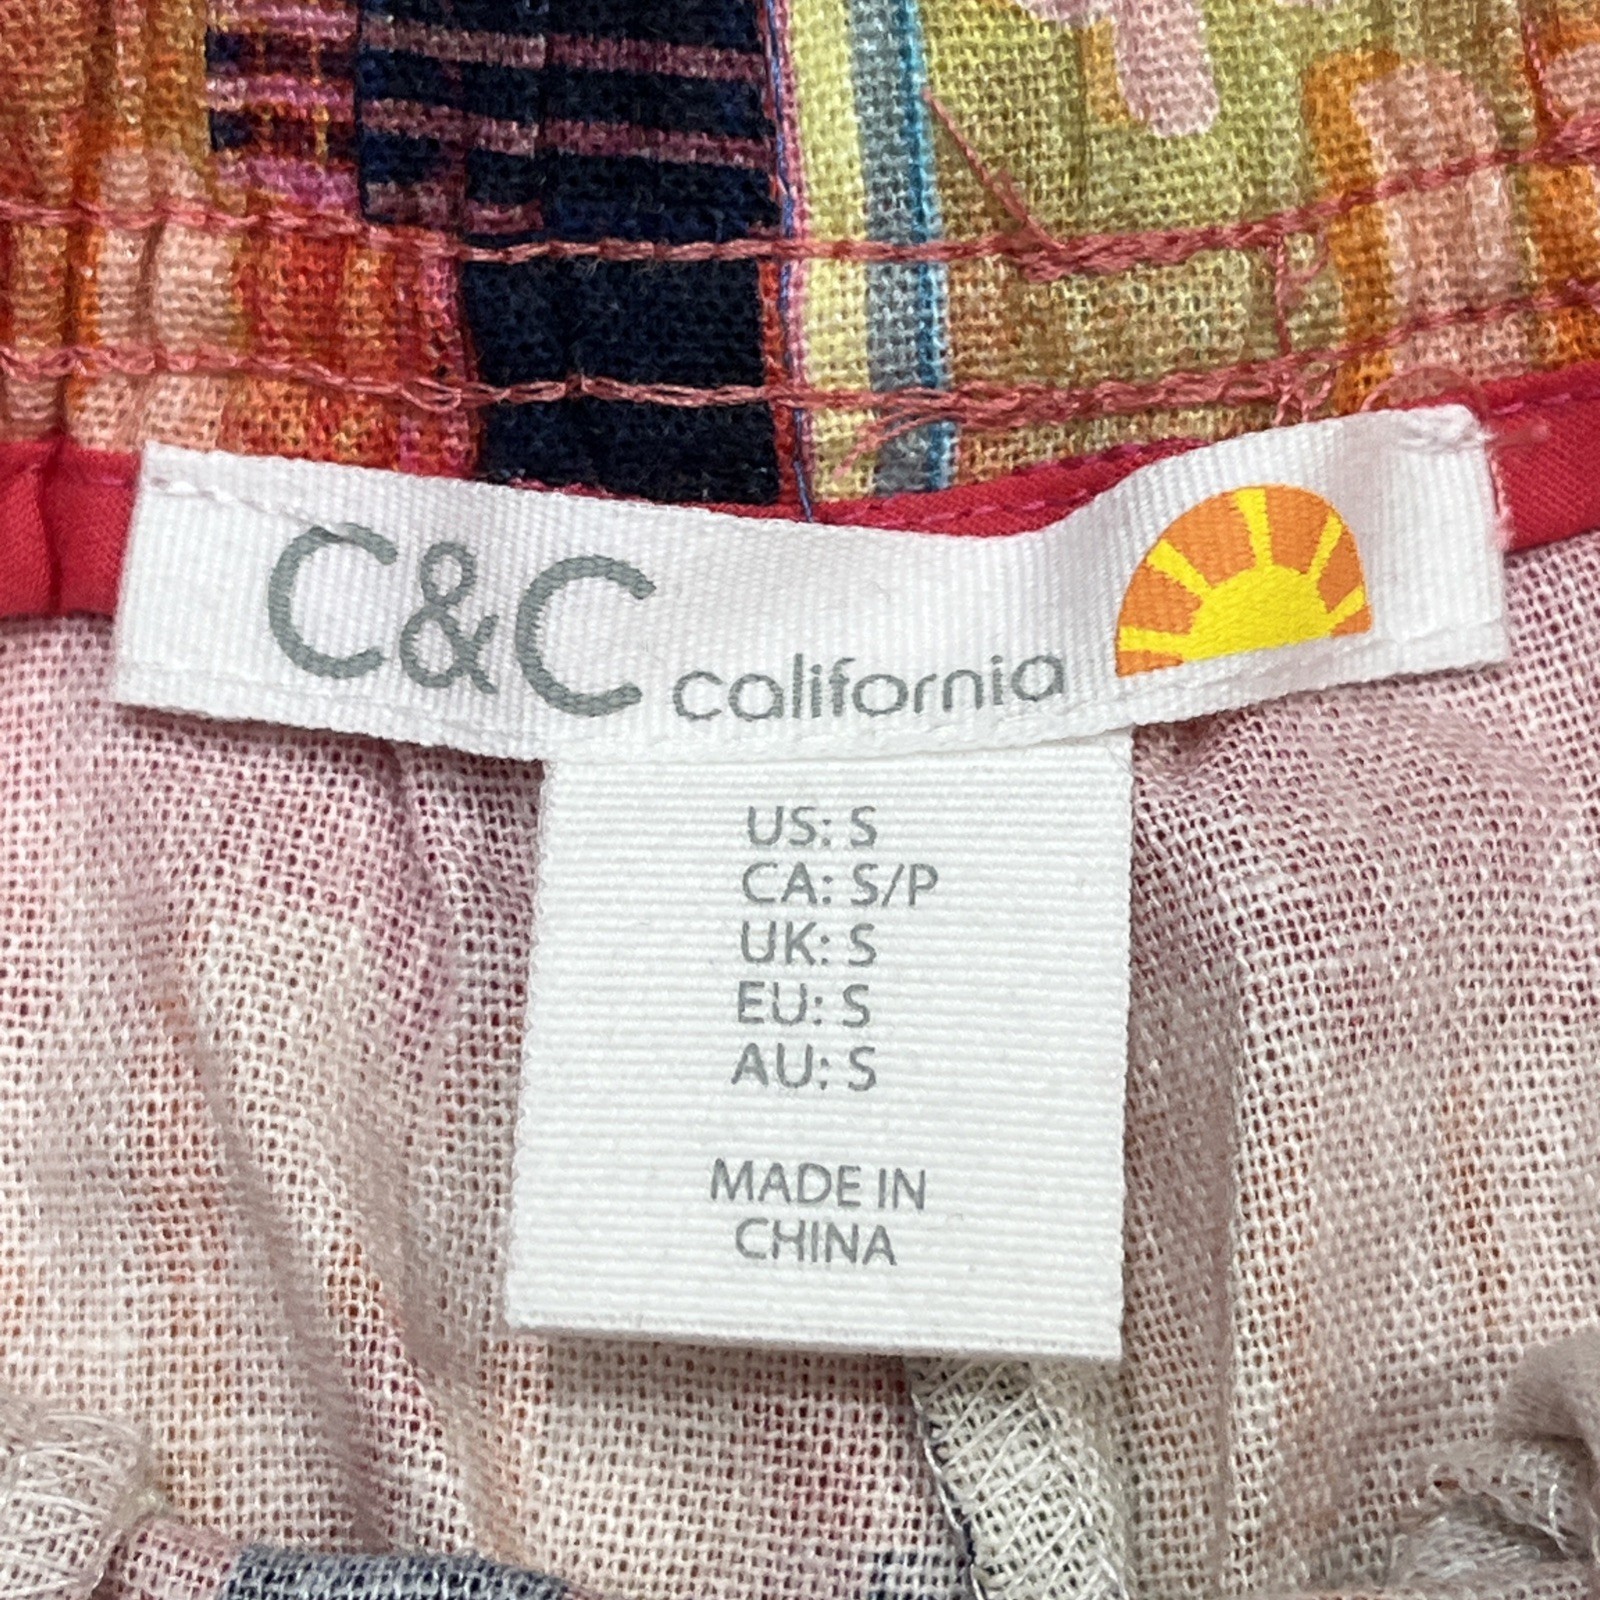 C&C california
US: S
CA: S/P
UK: S
EU: S
AU: S
MADE IN
CHINA